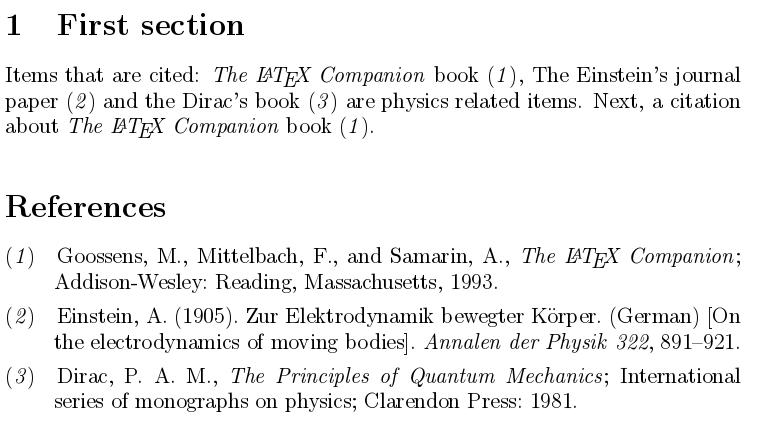 1 First section
Items that are cited: The LATEX Companion book (1), The Einstein's journal
paper (2) and the Dirac's book (3) are physics related items. Next, a citation
about The LATEX Companion book (1).
References
(1) Goossens, M., Mittelbach, F., and Samarin, A., The LATEX Companion;
Addison-Wesley: Reading, Massachusetts, 1993.
(2) Einstein, A. (1905). Zur Elektrodynamik bewegter Körper. (German) [On
the electrodynamics of moving bodies]. Annalen der Physik 322, 891–921.
(3) Dirac, P. A. M., The Principles of Quantum Mechanics; International
series of monographs on physics; Clarendon Press: 1981.